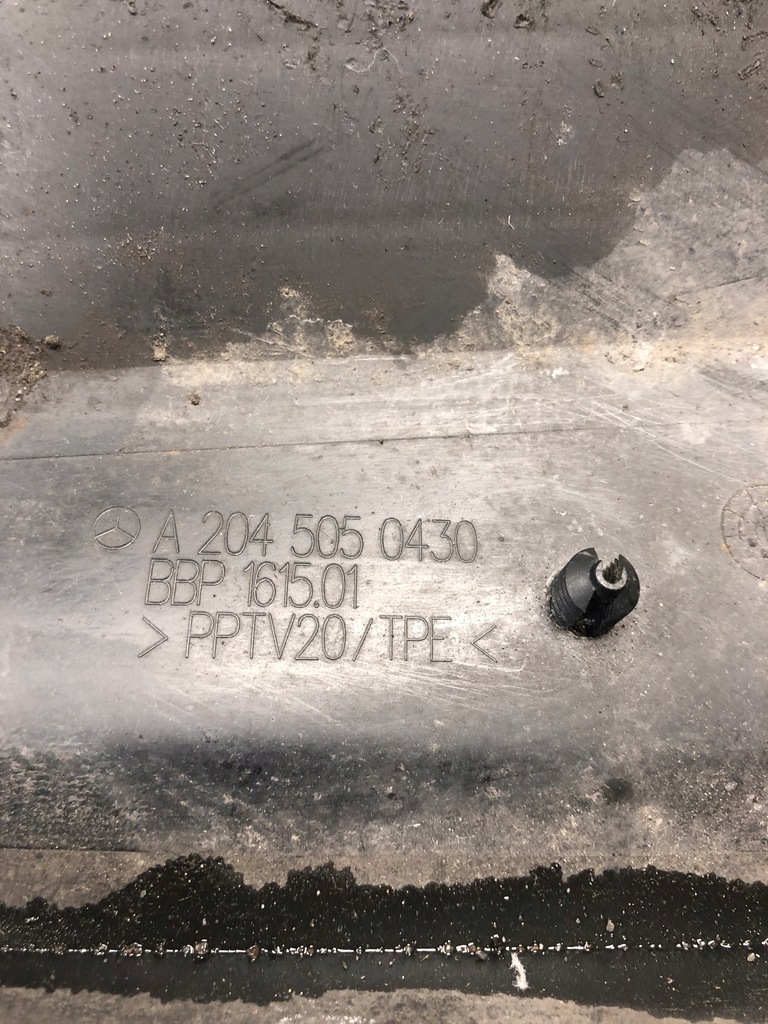 A 204 505 0430
BBP 1615.01
> PPTV20/TPE <